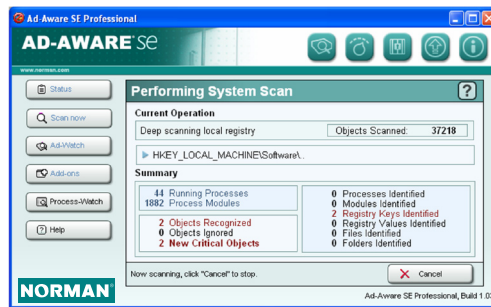 Ad-Aware SE Professional
AD-AWARE SE
www.norman.com
Status
Scan now
Ad-Watch
Add-ons
Process-Watch
Help
Performing System Scan
?
Current Operation
Deep scanning local registry
Objects Scanned: 37218
HKEY_LOCAL_MACHINE\Software\..
Summary
44 Running Processes
1882 Process Modules
2 Objects Recognized
0 Objects Ignored
2 New Critical Objects
0 Processes Identified
0 Modules Identified
2 Registry Keys Identified
0 Registry Values Identified
0 Files Identified
0 Folders Identified
Now scanning, click "Cancel" to stop.
Cancel
NORMAN
Ad-Aware SE Professional, Build